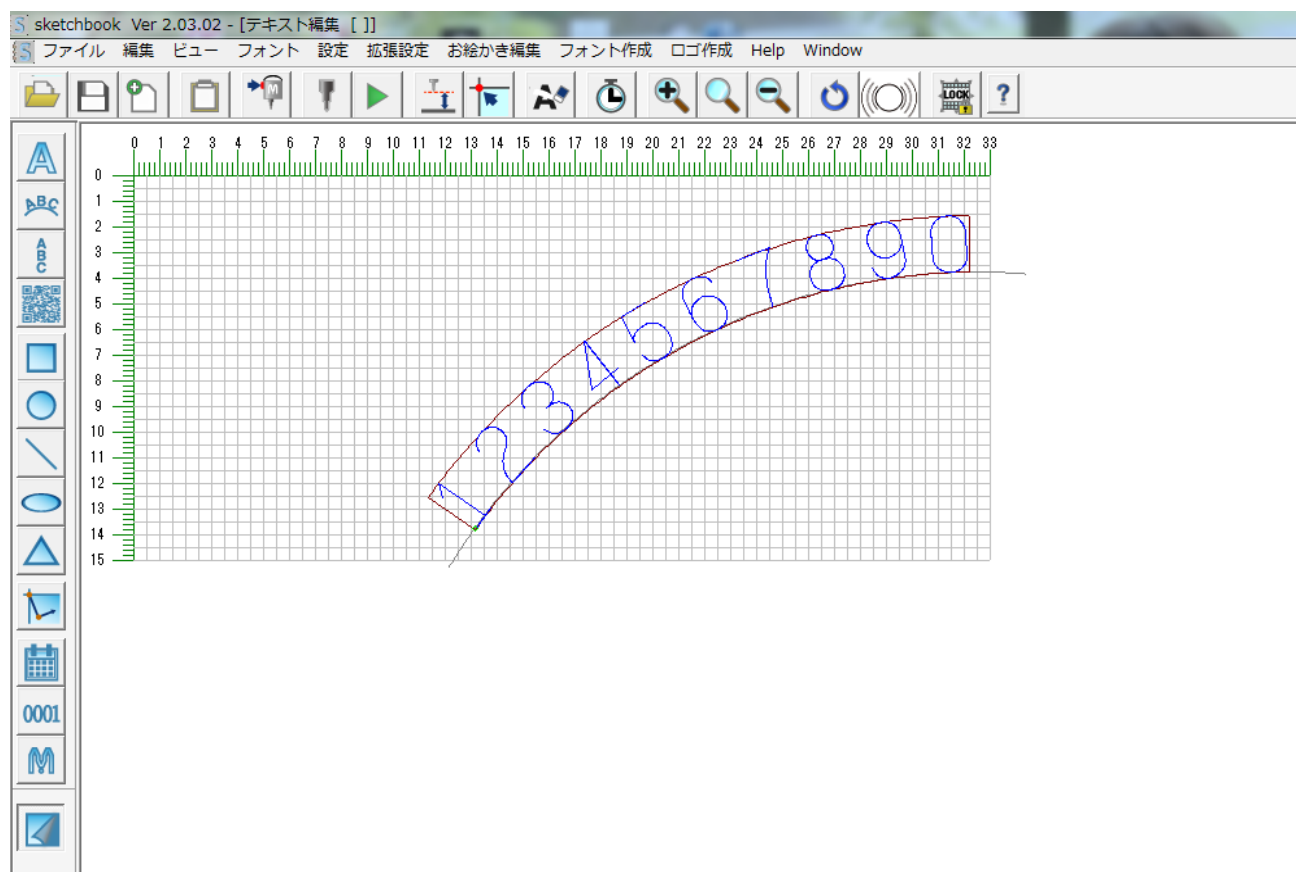 sketchbook Ver 2.03.02 - [テキスト編集 [ ]]
ファイル 編集 ビュー フォント 設定 拡張設定 お絵かき編集 フォント作成 ロゴ作成 Help Window
M LOCK ?
0 1 2 3 4 5 6 7 8 9 10 11 12 13 14 15 16 17 18 19 20 21 22 23 24 25 26 27 28 29 30 31 32 33
0
1
2
3
4
5
6
7
8
9
10
11
12
13
14
15
A
ABC
ABC
0001
M
1234567890